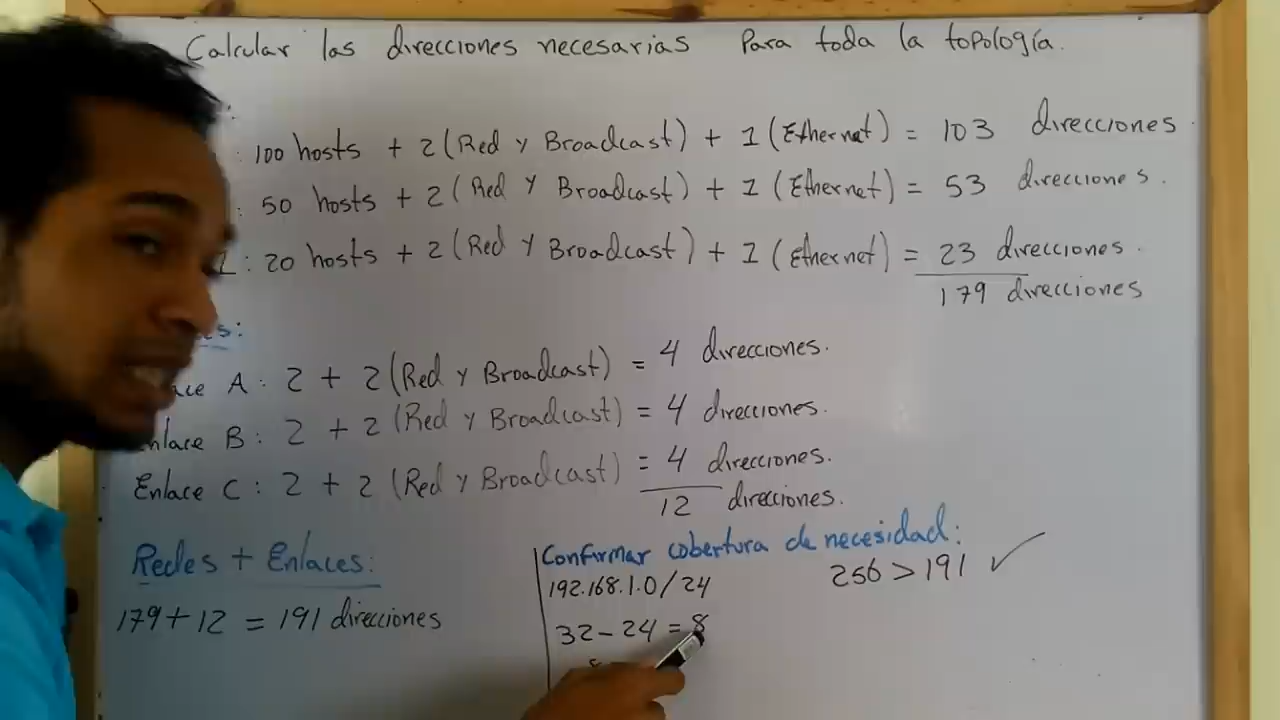 Calcular las direcciones necesarias Para toda la topología.
: 100 hosts + 2 (Red y Broadcast) + 1 (Ethernet) = 103 direcciones
: 50 hosts + 2 (Red y Broadcast) + 1 (Ethernet) = 53 direcciones.
: 20 hosts + 2 (Red y Broadcast) + 1 (Ethernet) = 23 direcciones.
179 direcciones
s:
ace A: 2 + 2 (Red y Broadcast) = 4 direcciones.
nlace B: 2 + 2 (Red y Broadcast) = 4 direcciones.
Enlace C: 2 + 2 (Red y Broadcast) = 4 direcciones.
12 direcciones.
Redes + Enlaces:
179 + 12 = 191 direcciones
Confirmar cobertura de necesidad:
192.168.1.0/24
32 - 24 = 8
256 > 191 ✓